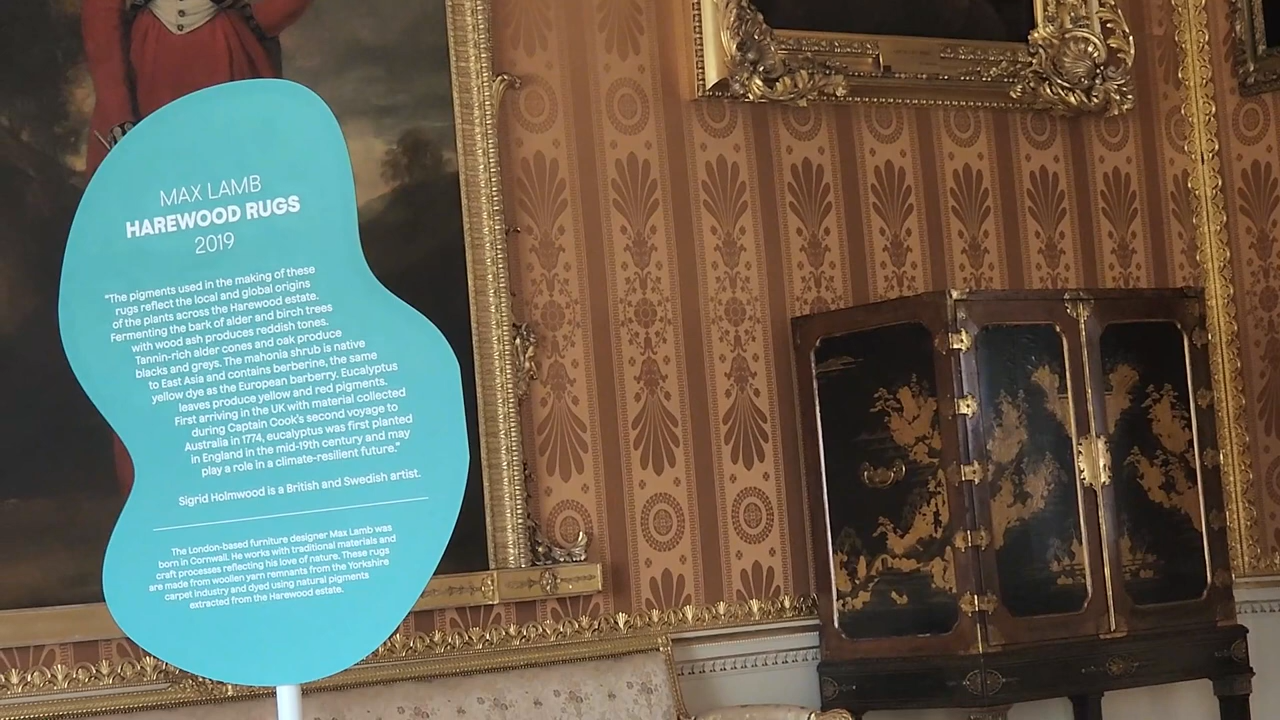 MAX LAMB
HAREWOOD RUGS
2019
"The pigments used in the making of these
rugs reflect the local and global origins
of the plants across the Harewood estate.
Fermenting the bark of alder and birch trees
with wood ash produces reddish tones.
Tannin-rich alder cones and oak produce
blacks and greys. The mahonia shrub is native
to East Asia and contains berberine, the same
yellow dye as the European barberry. Eucalyptus
leaves produce yellow and red pigments.
First arriving in the UK with material collected
during Captain Cook's second voyage to
Australia in 1774, eucalyptus was first planted
in England in the mid-19th century and may
play a role in a climate-resilient future."
Sigrid Holmwood is a British and Swedish artist.
The London-based furniture designer Max Lamb was
born in Cornwall. He works with traditional materials and
craft processes reflecting his love of nature. These rugs
are made from woollen yarn remnants from the Yorkshire
carpet industry and dyed using natural pigments
extracted from the Harewood estate.